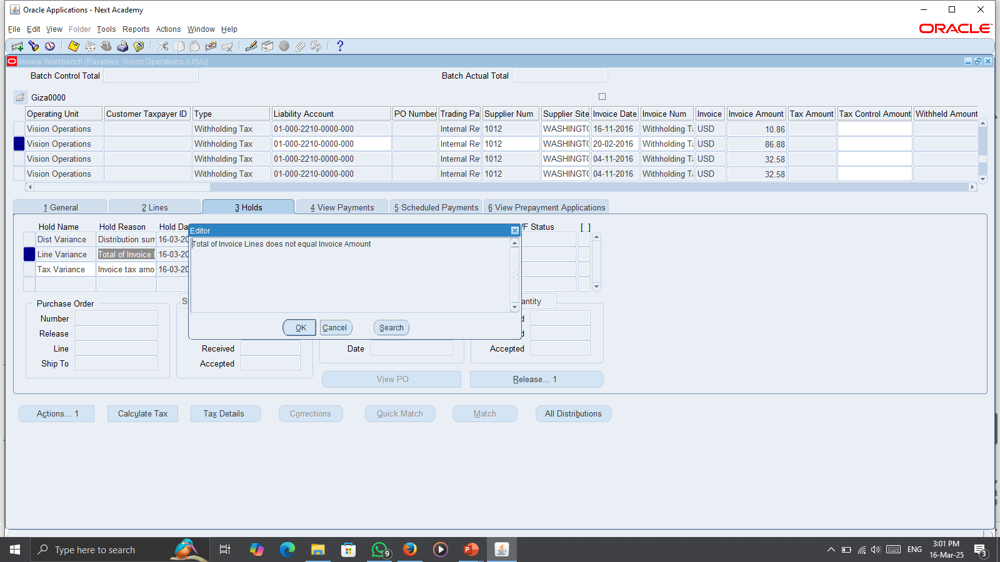 Oracle Applications - Next Academy
File Edit View Folder Tools Reports Actions Window Help
ORACLE
Invoice Workbench (Payables, Vision Operations (USA))
Batch Control Total
Batch Actual Total
Giza0000
Operating Unit Customer Taxpayer ID Type Liability Account PO Number Trading Pa Supplier Num Supplier Site Invoice Date Invoice Num Invoice Invoice Amount Tax Amount Tax Control Amount Withheld Amount
Vision Operations Withholding Tax 01-000-2210-0000-000 Internal Re 1012 WASHINGTO 16-11-2016 Withholding Ta USD 10.86
Vision Operations Withholding Tax 01-000-2210-0000-000 Internal Re 1012 WASHINGTO 20-02-2016 Withholding Ta USD 86.88
Vision Operations Withholding Tax 01-000-2210-0000-000 Internal Re 1012 WASHINGTO 04-11-2016 Withholding Ta USD 32.58
Vision Operations Withholding Tax 01-000-2210-0000-000 Internal Re 1012 WASHINGTO 04-11-2016 Withholding Ta USD 32.58
1 General 2 Lines 3 Holds 4 View Payments 5 Scheduled Payments 6 View Prepayment Applications
Hold Name Hold Reason Hold Da /F Status [ ]
Dist Variance Distribution sum 16-03-20
Line Variance Total of Invoice 16-03-20
Tax Variance Invoice tax amo 16-03-20
Editor
Total of Invoice Lines does not equal Invoice Amount
OK Cancel Search
Purchase Order
Number
Release
Line
Ship To
S
Received
Accepted
Date
antity
d
d
Accepted
View PO
Release... 1
Actions... 1 Calculate Tax Tax Details Corrections Quick Match Match All Distributions
Type here to search
9
ENG
3:01 PM
16-Mar-25
3